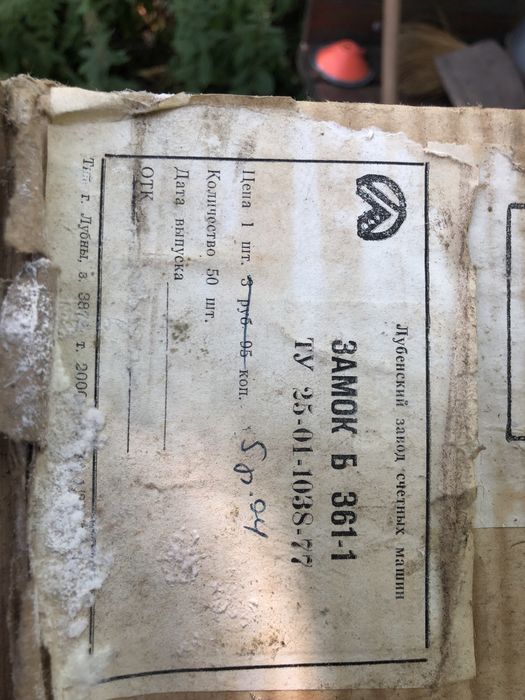 Лубенский завод счетных машин
ЗАМОК Б 361-1
ТУ 25-01-1038-77
Цена 1 шт. 3 руб 95 коп. 5р.04
Количество 50 шт.
Дата выпуска
ОТК
Тип г. Лубны, з. т.